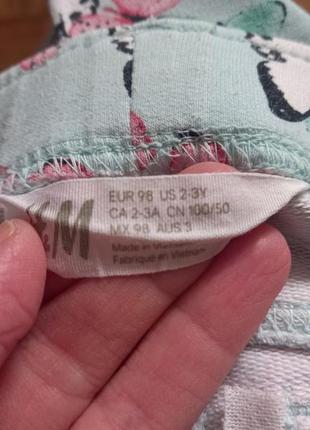 &M
EUR 98 US 2-3Y
CA 2-3A CN 100/50
MX 98 AUS 3
Made in Vietnam
Fabriqué en Vietnam